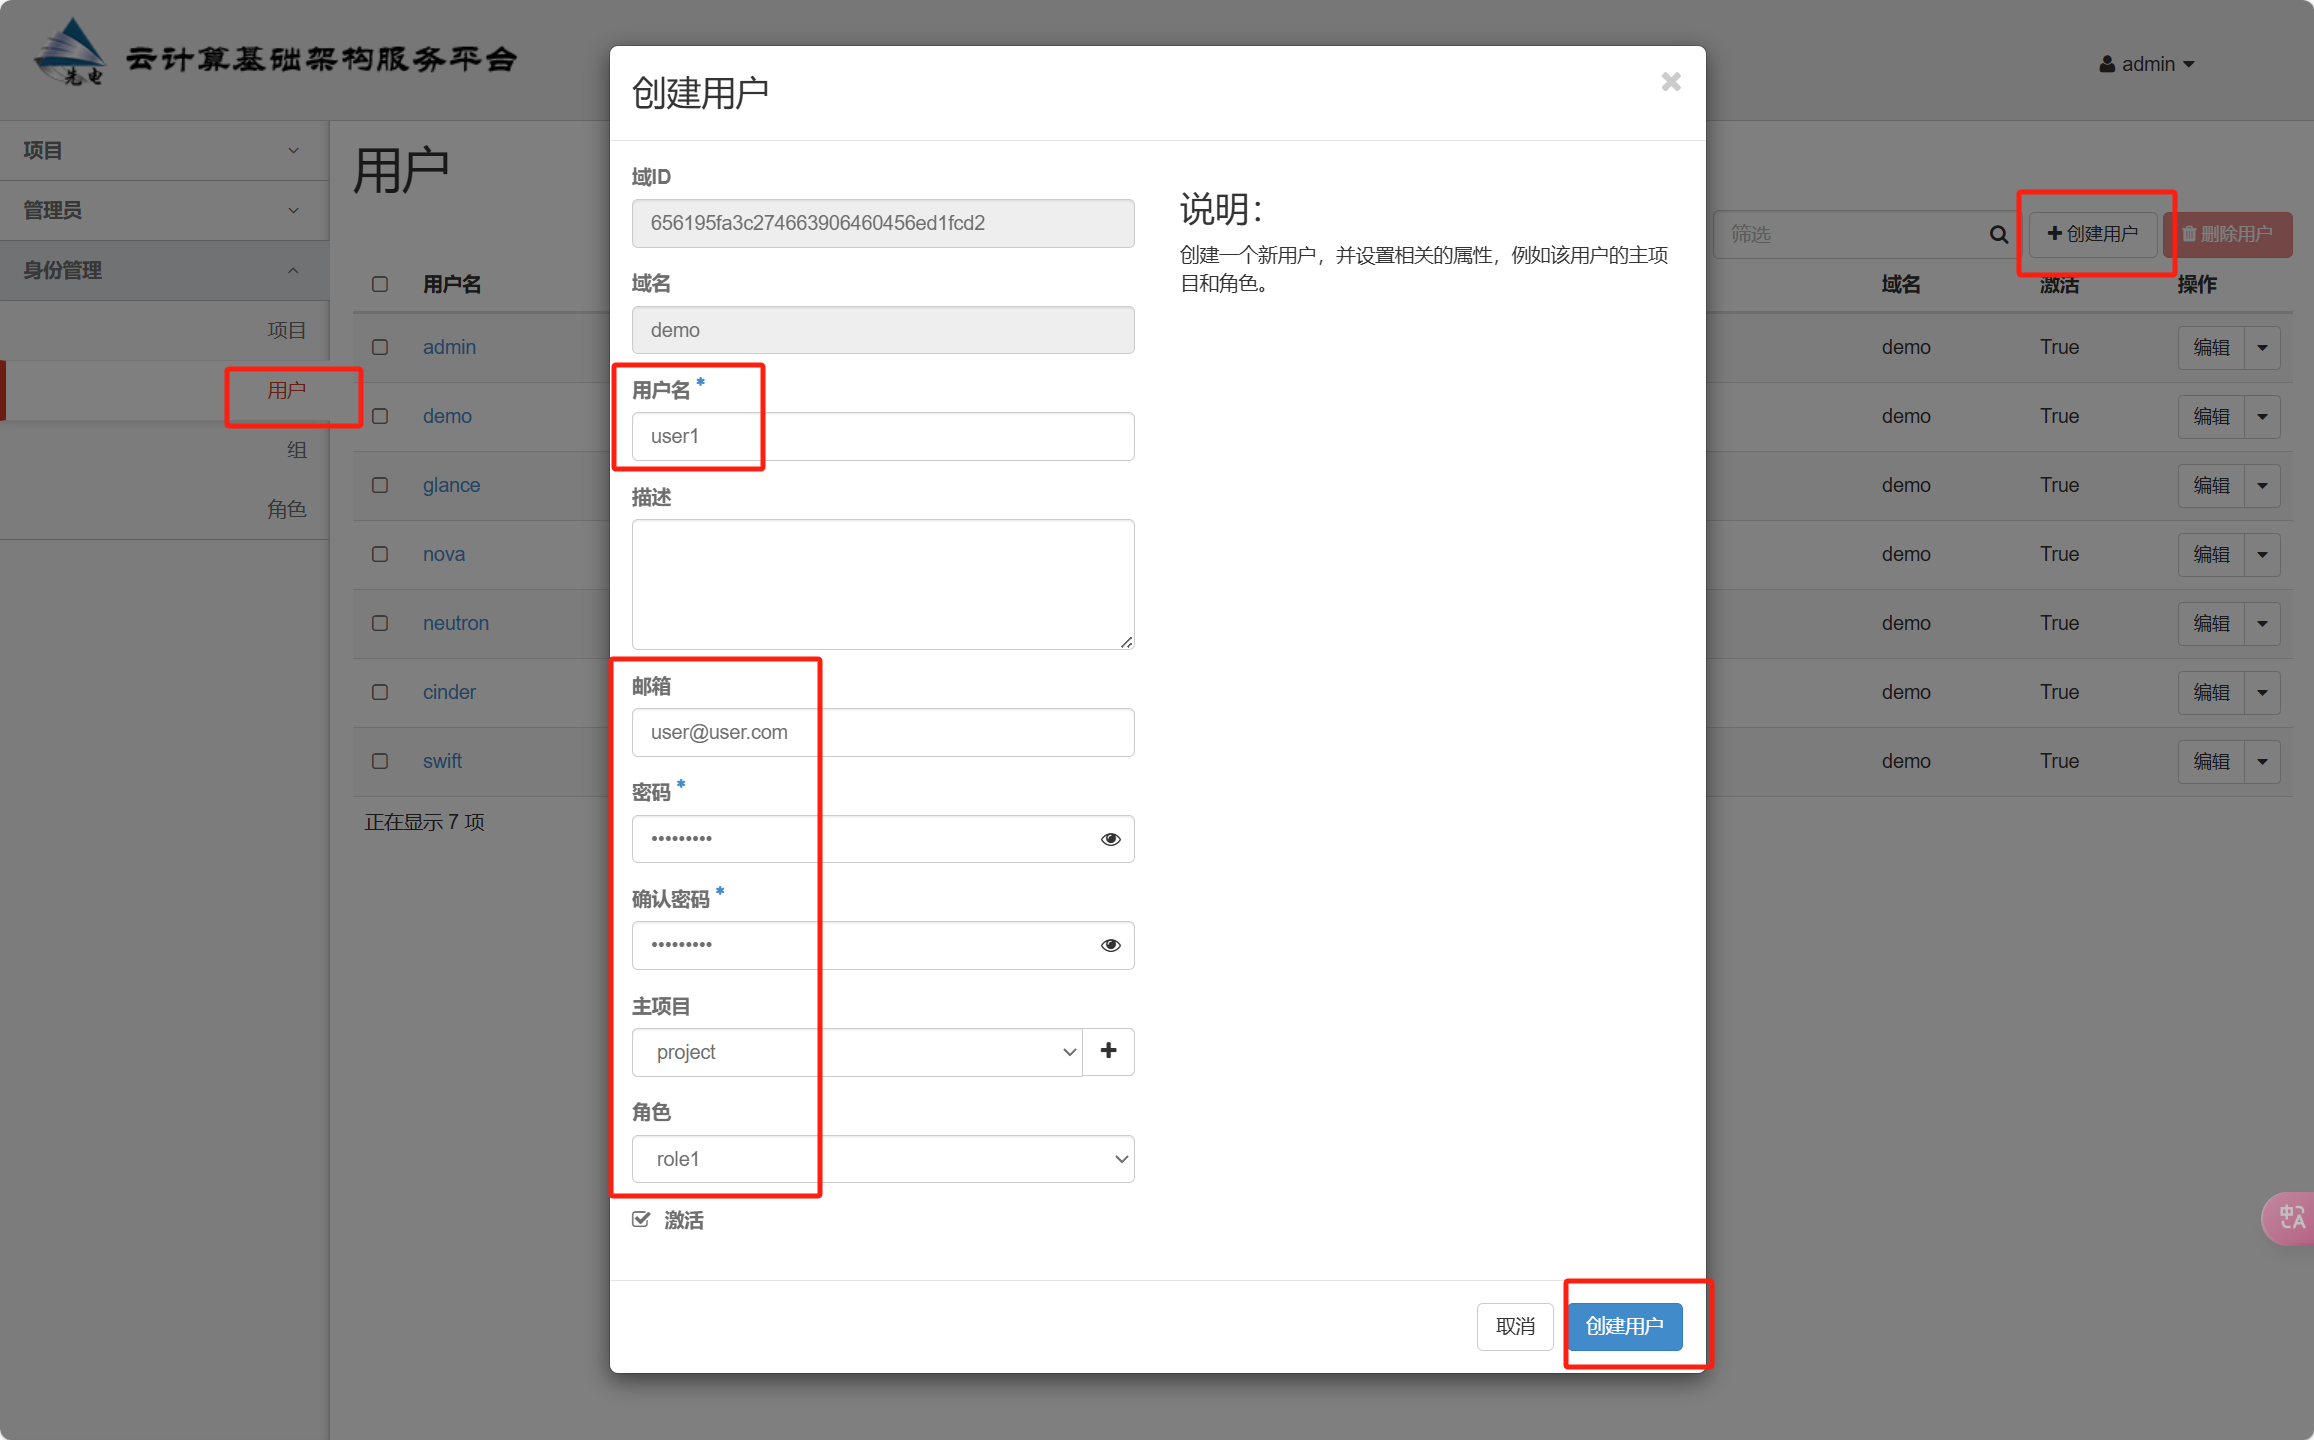 先电 云计算基础架构服务平台
admin
项目
管理员
身份管理
项目
用户
组
角色
用户
筛选
创建用户
删除用户
用户名
域名
激活
操作
admin
demo
True
编辑
demo
demo
True
编辑
glance
demo
True
编辑
nova
demo
True
编辑
neutron
demo
True
编辑
cinder
demo
True
编辑
swift
demo
True
编辑
正在显示 7 项
创建用户
×
域ID
656195fa3c274663906460456ed1fcd2
域名
demo
用户名 *
user1
描述
邮箱
user@user.com
密码 *
•••••••••
确认密码 *
•••••••••
主项目
project
+
角色
role1
激活
说明：
创建一个新用户，并设置相关的属性，例如该用户的主项
目和角色。
取消
创建用户
中A